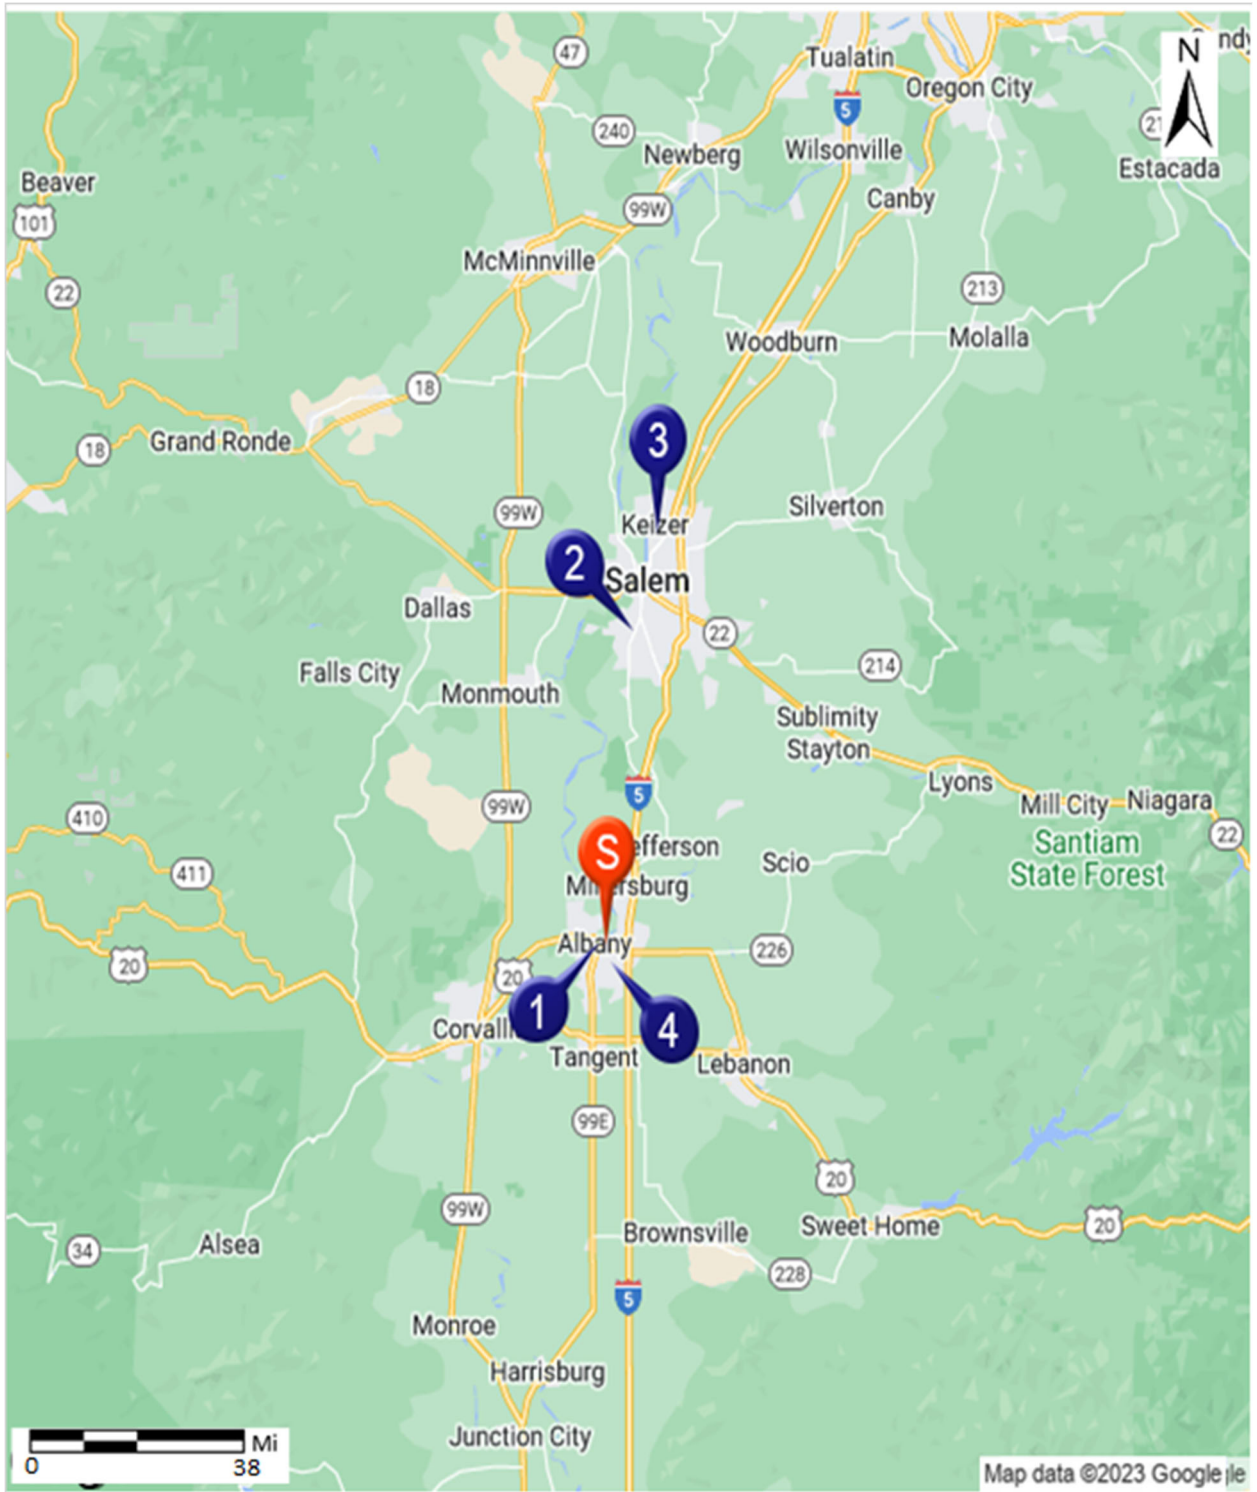 47
Tualatin
Oregon City
5
N
240
Newberg
Wilsonville
Estacada
Beaver
Canby
101
99W
McMinnville
22
213
Woodburn
Molalla
18
3
Grand Ronde
18
99W
Keizer
Silverton
2
Salem
Dallas
22
Falls City
214
Monmouth
Sublimity
Stayton
Lyons
5
99W
Mill City
Niagara
410
Santiam
State Forest
22
S
efferson
Scio
411
Albany
226
20
20
1
4
Corvalli
Tangent
Lebanon
99E
20
99W
Brownsville
Sweet Home
20
Alsea
34
228
5
Monroe
Harrisburg
Junction City
Mi
0 38
Map data ©2023 Google